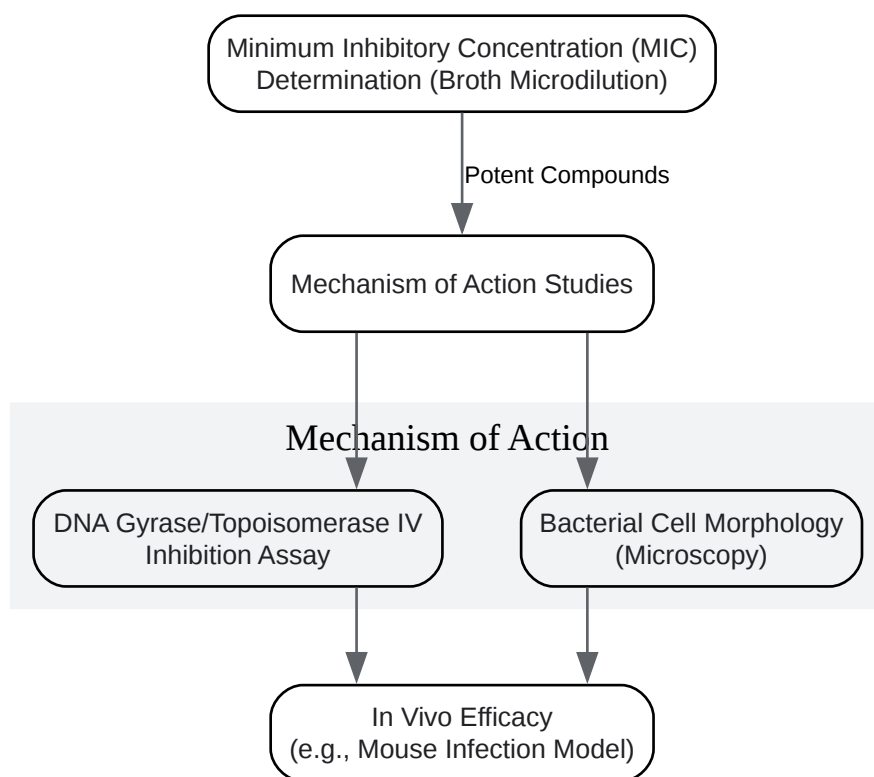 Minimum Inhibitory Concentration (MIC)
Determination (Broth Microdilution)
Potent Compounds
Mechanism of Action Studies
Mechanism of Action
DNA Gyrase/Topoisomerase IV
Inhibition Assay
Bacterial Cell Morphology
(Microscopy)
In Vivo Efficacy
(e.g., Mouse Infection Model)